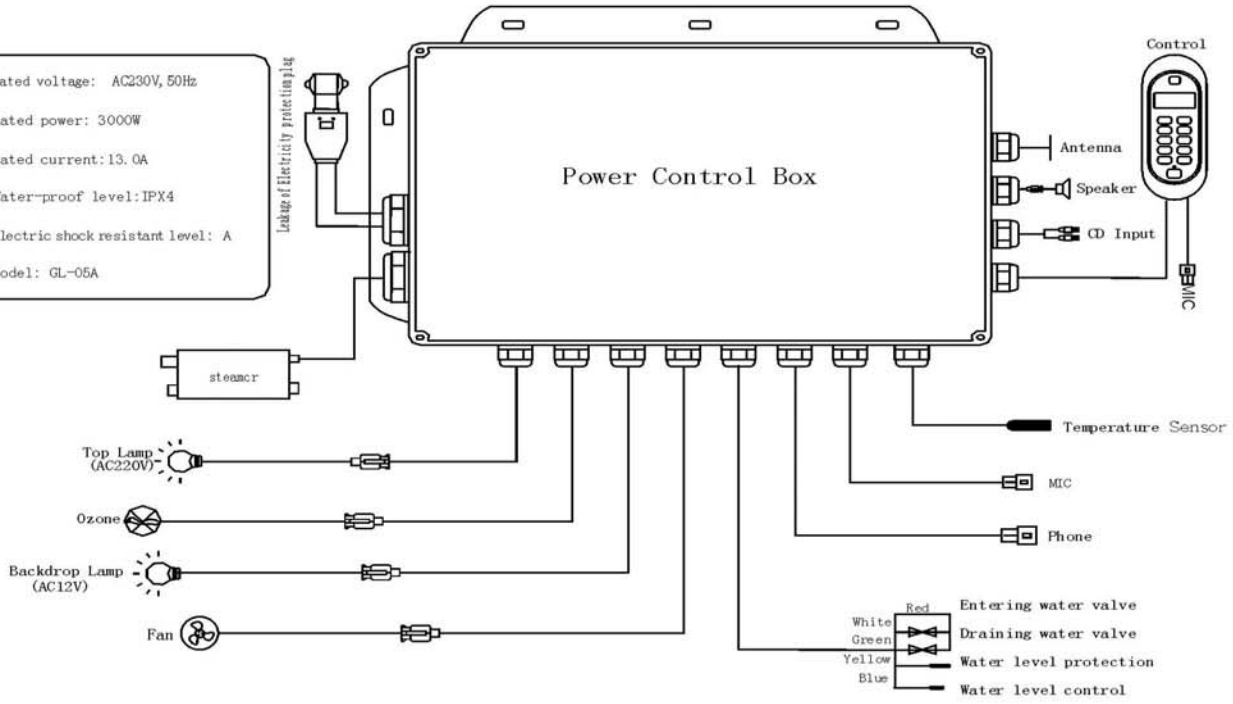 ated voltage: AC230V, 50Hz
ated power: 3000W
ated current:13.0A
ater-proof level:IPX4
lectric shock resistant level: A
odel: GL-05A
Leakage of Electricity protection plug
Power Control Box
Control
Antenna
Speaker
CD Input
MIC
steamcr
Top Lamp
(AC220V)
Ozone
Backdrop Lamp
(AC12V)
Fan
Temperature Sensor
MIC
Phone
Red
White
Green
Yellow
Blue
Entering water valve
Draining water valve
Water level protection
Water level control